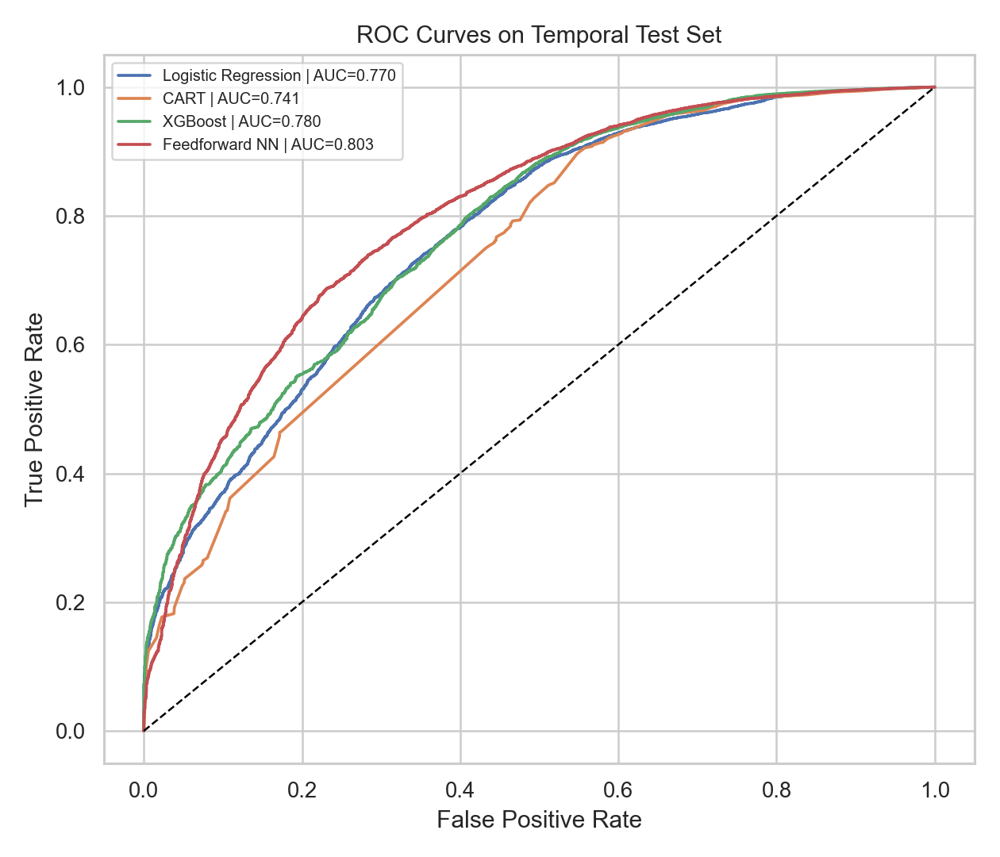 ROC Curves on Temporal Test Set
Logistic Regression | AUC=0.770
CART | AUC=0.741
XGBoost | AUC=0.780
Feedforward NN | AUC=0.803
1.0
0.8
0.6
0.4
0.2
0.0
True Positive Rate
0.0 0.2 0.4 0.6 0.8 1.0
False Positive Rate